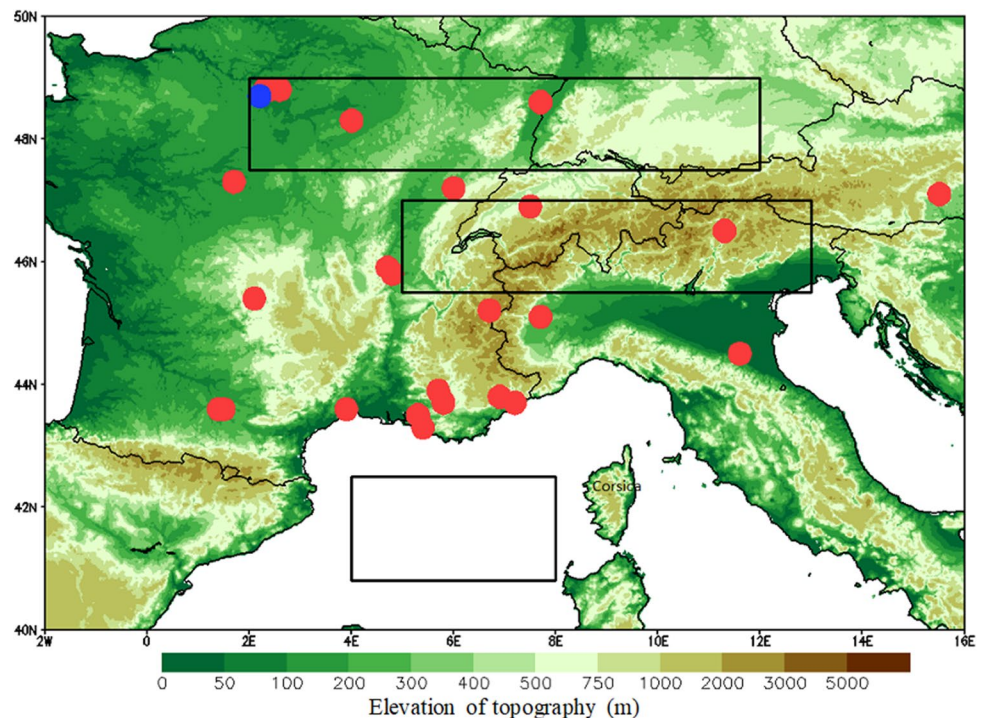 50N
48N
46N
Corsica
44N
42N
40N
2W 0 2E 4E 6E 8E 10E 12E 14E 16E
0 50 100 200 300 400 500 750 1000 2000 3000 5000
Elevation of topography (m)